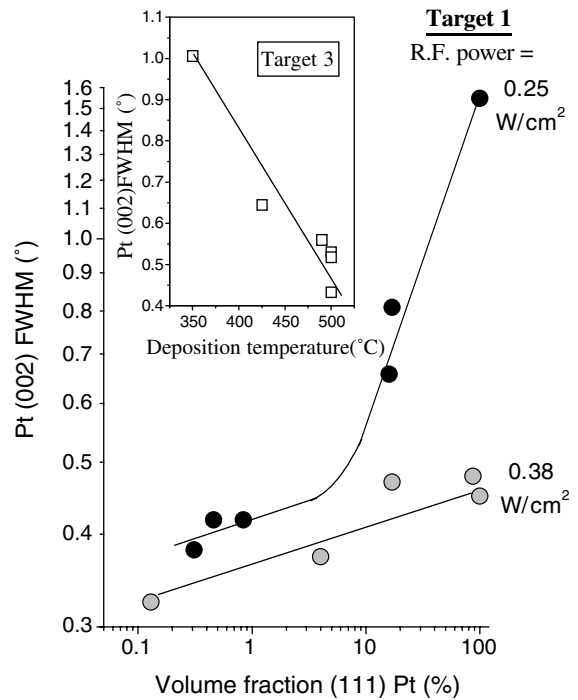 Target 1
R.F. power =
0.25
W/cm²
0.38
W/cm²
Target 3
1.1
1.0
0.9
0.8
0.7
0.6
0.5
0.4
Pt (002)FWHM (°)
350 400 450 500
Deposition temperature(°C)
1.6
1.5
1.4
1.3
1.2
1.1
1.0
0.9
0.8
0.7
0.6
0.5
0.4
0.3
Pt (002) FWHM (°)
0.1 1 10 100
Volume fraction (111) Pt (%)